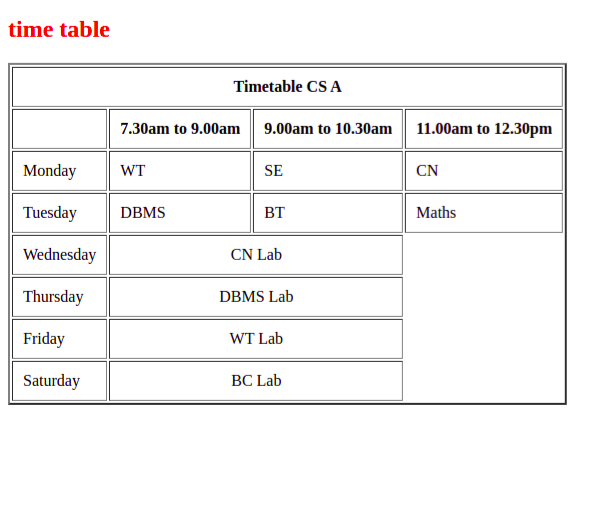 time table
Timetable CS A
7.30am to 9.00am 9.00am to 10.30am 11.00am to 12.30pm
Monday WT SE CN
Tuesday DBMS BT Maths
Wednesday CN Lab
Thursday DBMS Lab
Friday WT Lab
Saturday BC Lab